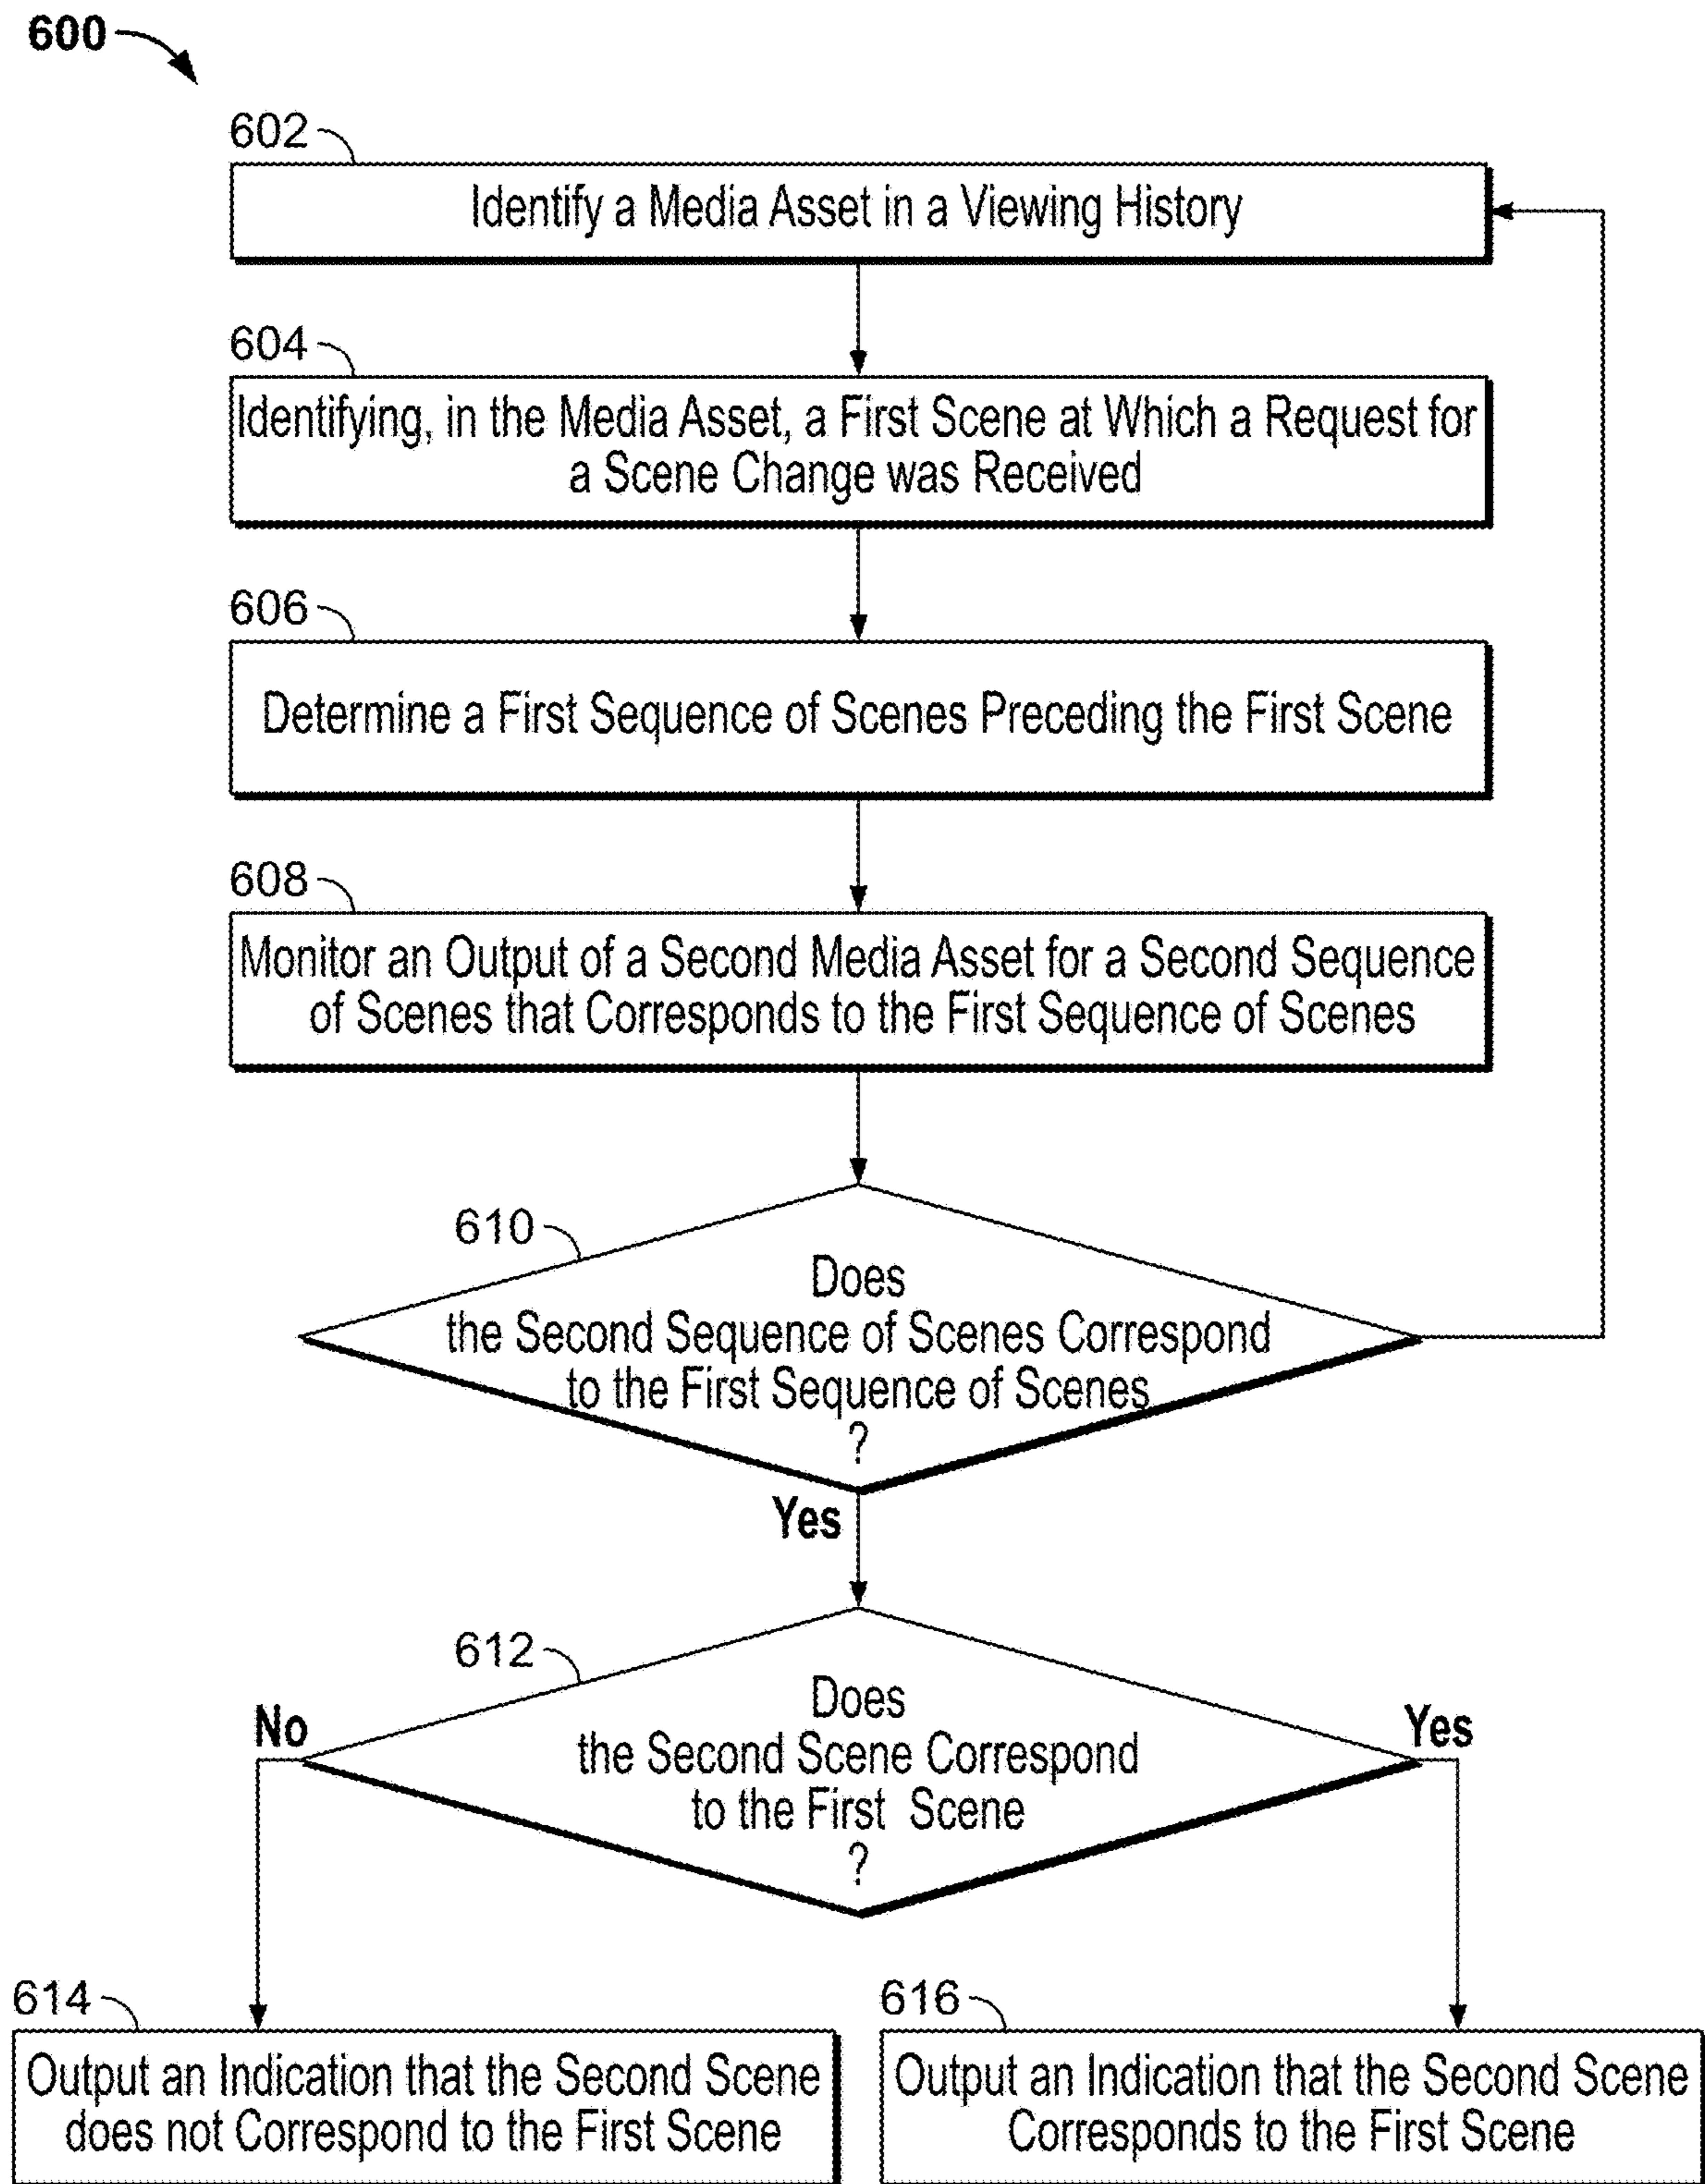 600
602
Identify a Media Asset in a Viewing History
604
Identifying, in the Media Asset, a First Scene at Which a Request for
a Scene Change was Received
606
Determine a First Sequence of Scenes Preceding the First Scene
608
Monitor an Output of a Second Media Asset for a Second Sequence
of Scenes that Corresponds to the First Sequence of Scenes
610
Does
the Second Sequence of Scenes Correspond
to the First Sequence of Scenes
?
Yes
612
Does
the Second Scene Correspond
to the First Scene
?
No
Yes
614
Output an Indication that the Second Scene
does not Correspond to the First Scene
616
Output an Indication that the Second Scene
Corresponds to the First Scene